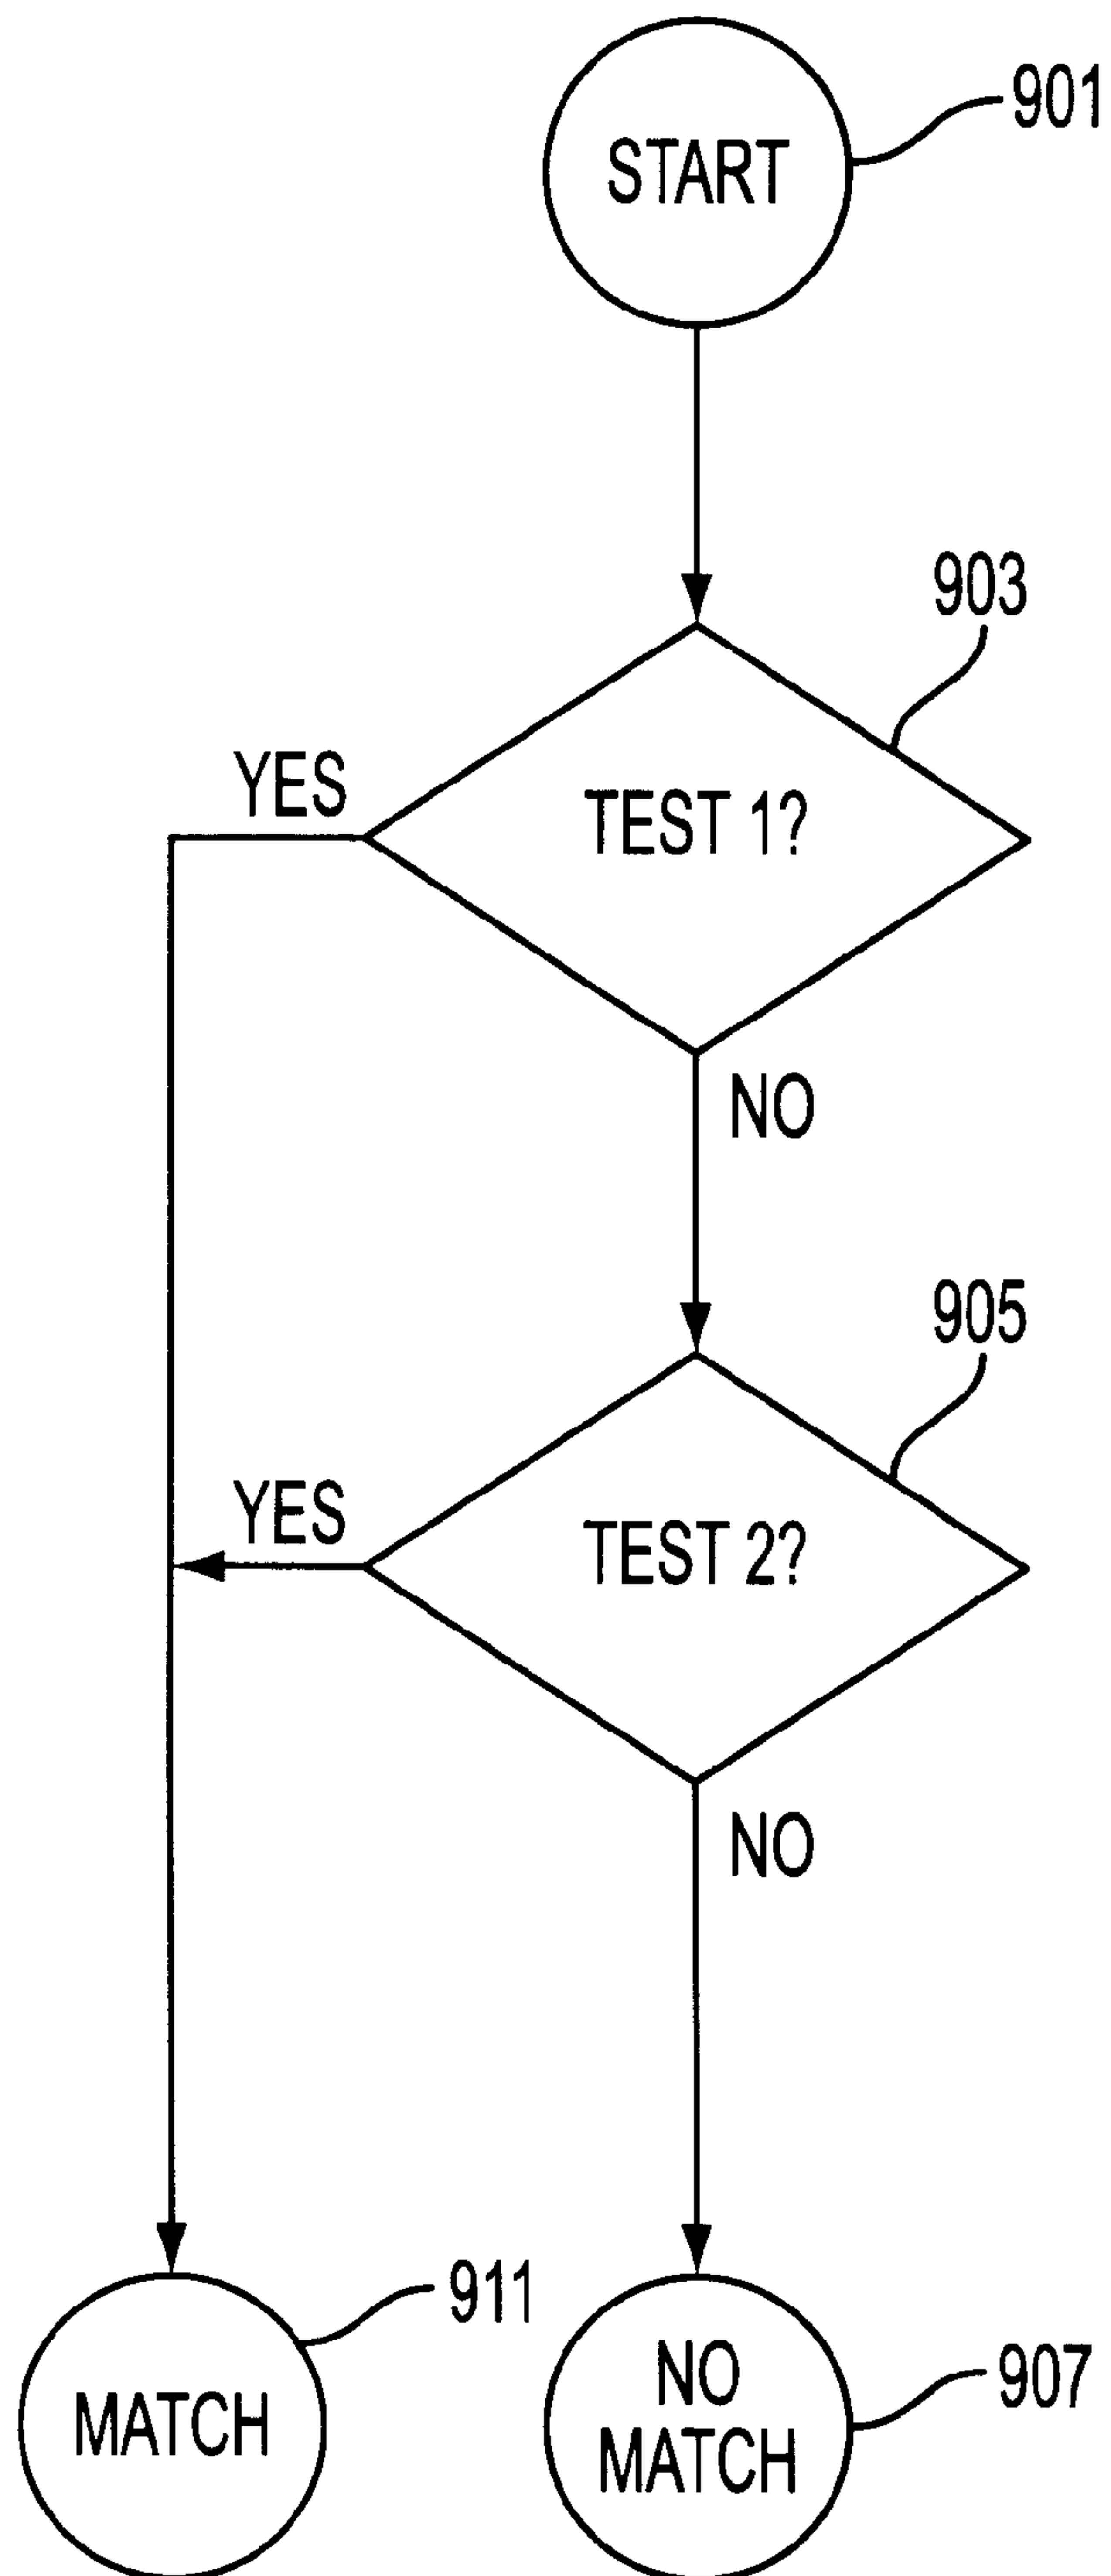 START
901
903
TEST 1?
YES
NO
905
TEST 2?
YES
NO
911
MATCH
NO
MATCH
907